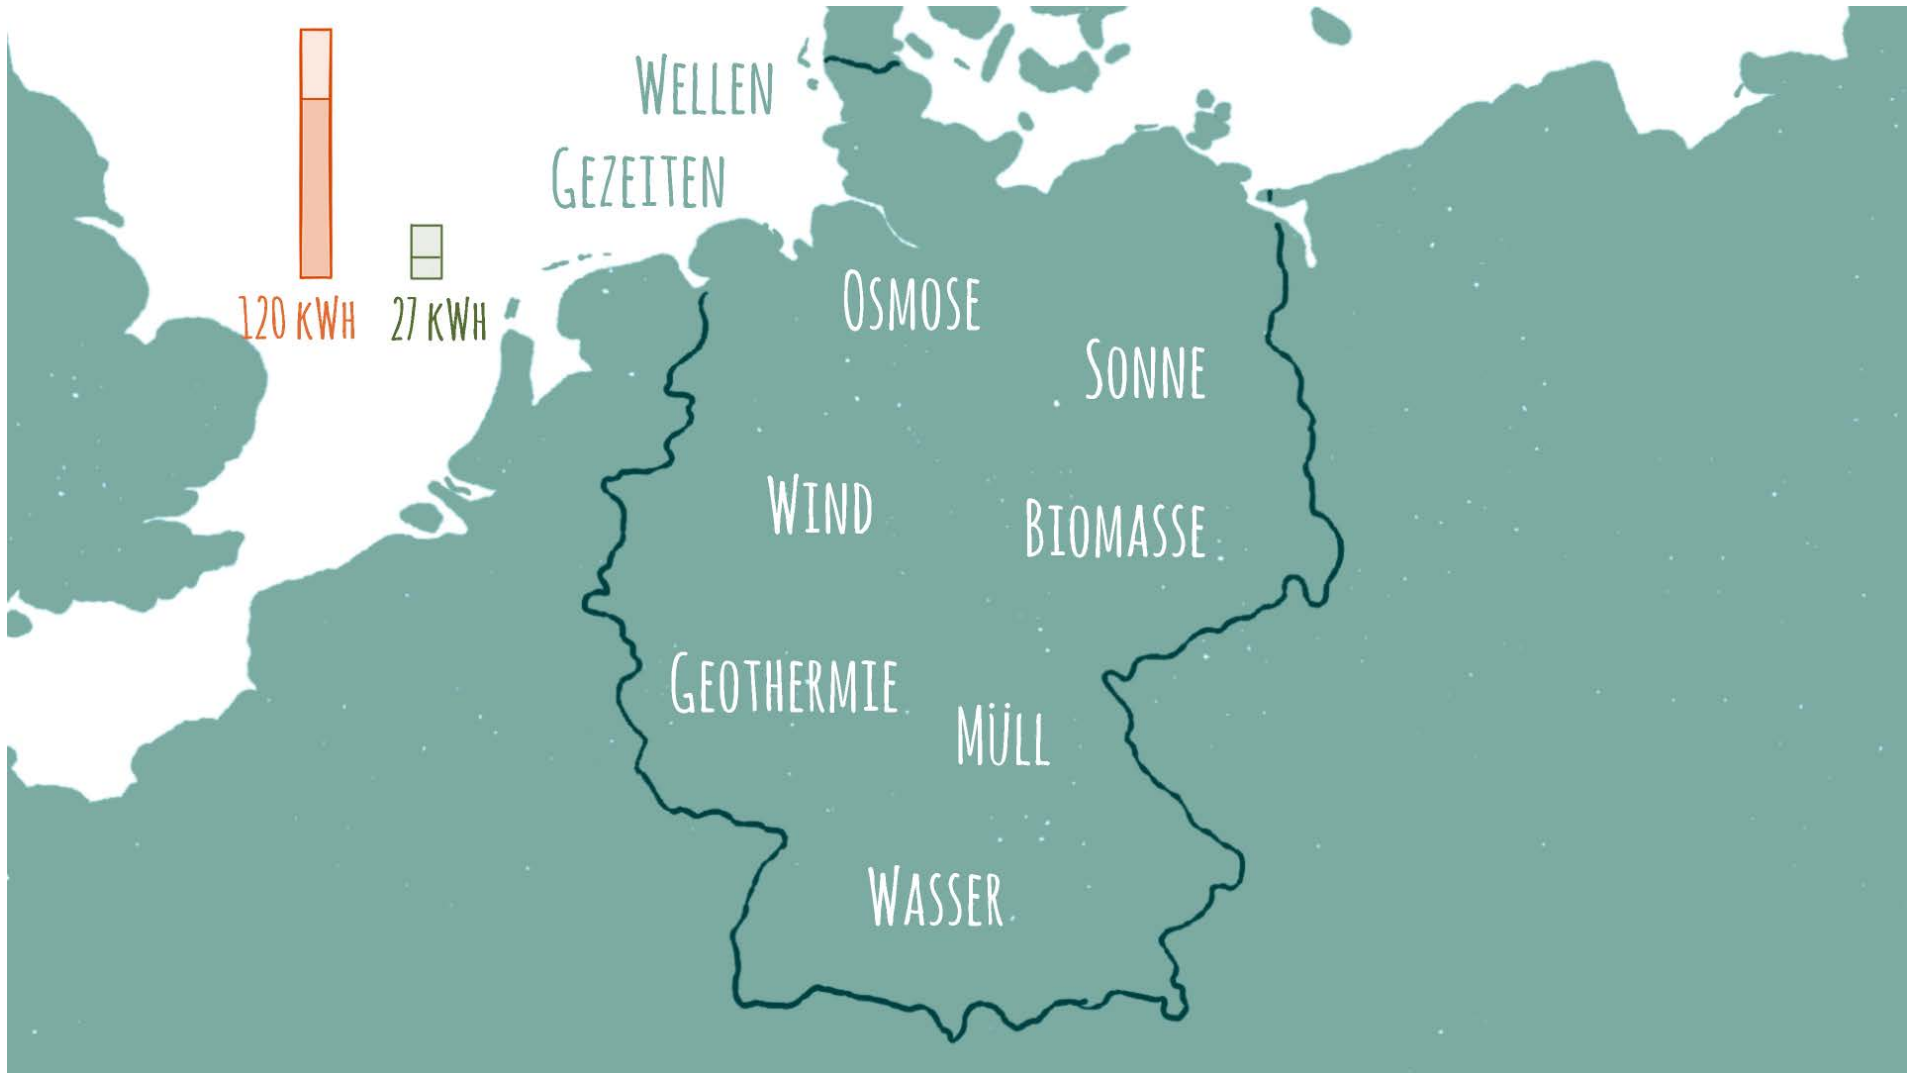 Wellen
Gezeiten
120 kWh 27 kWh
Osmose
Sonne
Wind
Biomasse
Geothermie
Müll
Wasser